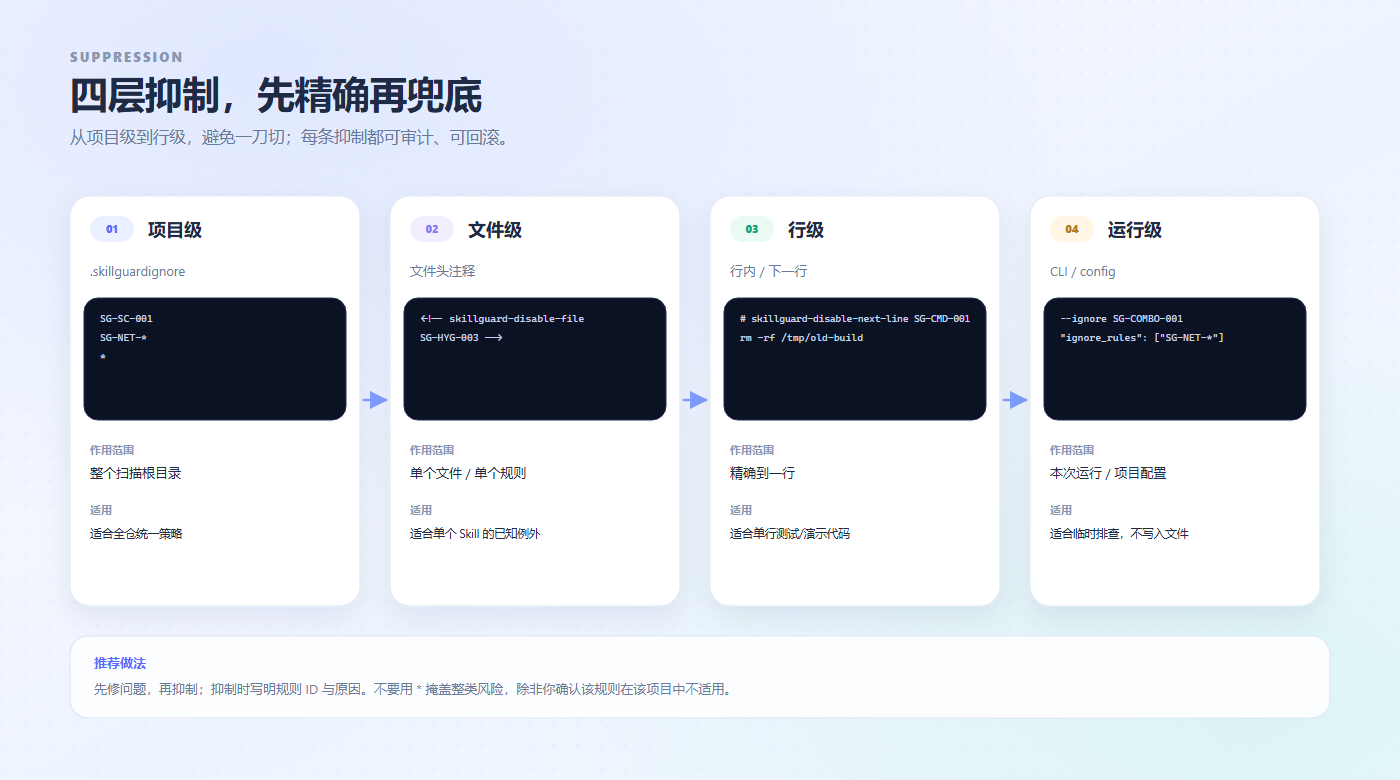 SUPPRESSION
四层抑制，先精确再兜底
从项目级到行级，避免一刀切；每条抑制都可审计、可回滚。
01 项目级
.skillguardignore
SG-SC-001
SG-NET-*
*
作用范围
整个扫描根目录
适用
适合全仓统一策略
02 文件级
文件头注释
<!-- skillguard-disable-file
SG-HYG-003 -->
作用范围
单个文件 / 单个规则
适用
适合单个 Skill 的已知例外
03 行级
行内 / 下一行
# skillguard-disable-next-line SG-CMD-001
rm -rf /tmp/old-build
作用范围
精确到一行
适用
适合单行测试/演示代码
04 运行级
CLI / config
--ignore SG-COMBO-001
"ignore_rules": ["SG-NET-*"]
作用范围
本次运行 / 项目配置
适用
适合临时排查，不写入文件
推荐做法
先修问题，再抑制；抑制时写明规则 ID 与原因。不要用 * 掩盖整类风险，除非你确认该规则在该项目中不适用。